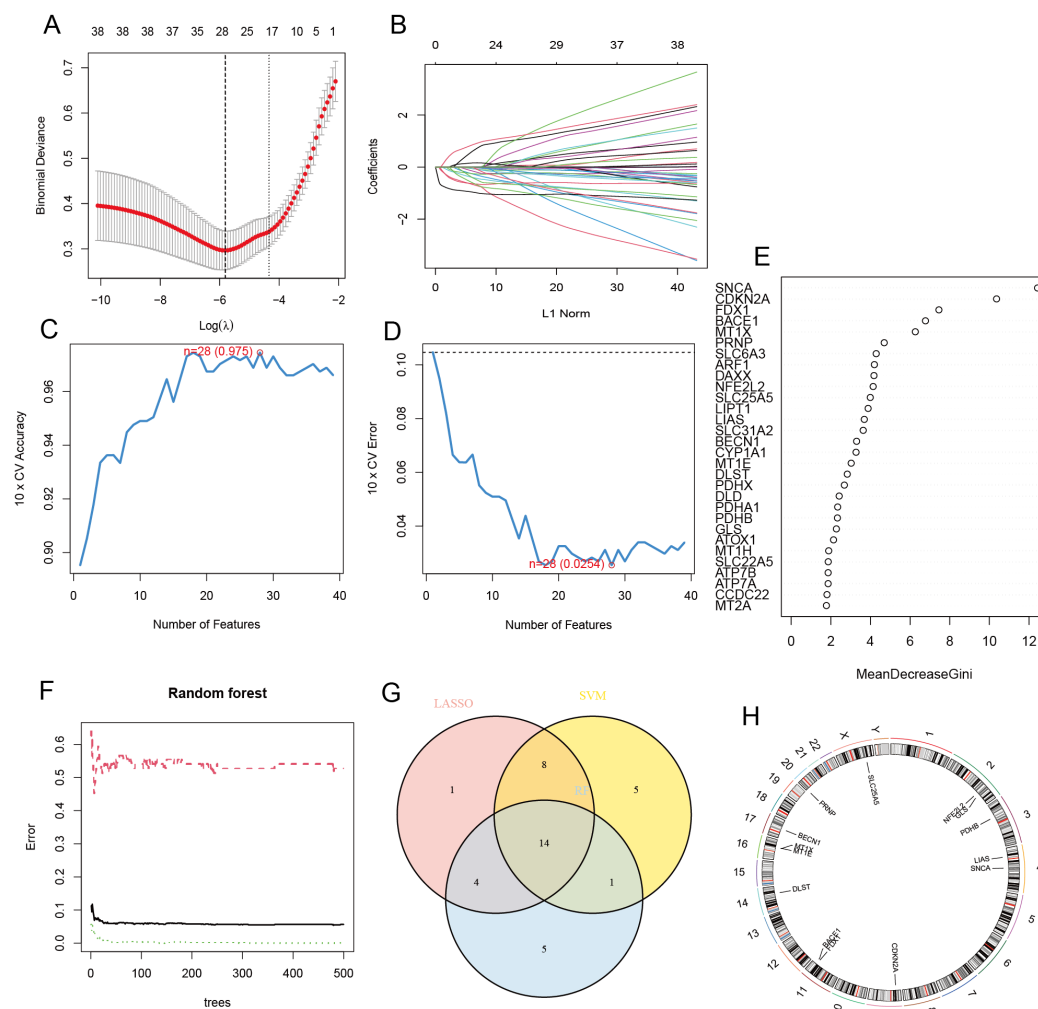 A
38 38 38 37 35 28 25 17 10 5 1
Binomial Deviance
0.7
0.6
0.5
0.4
0.3
−10 −8 −6 −4 −2
Log(λ)
B
0 24 29 37 38
Coefficients
2
0
−2
0 10 20 30 40
L1 Norm
C
10 x CV Accuracy
0.96
0.94
0.92
0.90
n=28 (0.975)
0 10 20 30 40
Number of Features
D
10 x CV Error
0.10
0.08
0.06
0.04
n=28 (0.0254)
0 10 20 30 40
Number of Features
E
SNCA
CDKN2A
FDX1
BACE1
MT1X
PRNP
SLC6A3
ARF1
DAXX
NFE2L2
SLC25A5
LIPT1
LIAS
SLC31A2
BECN1
CYP1A1
MT1E
DLST
PDHX
DLD
PDHA1
PDHB
GLS
ATOX1
MT1H
SLC22A5
ATP7B
ATP7A
CCDC22
MT2A
0 2 4 6 8 10 12
MeanDecreaseGini
F
Random forest
Error
0.6
0.5
0.4
0.3
0.2
0.1
0.0
0 100 200 300 400 500
trees
G
LASSO
SVM
RF
1
8
5
14
4
1
5
H
1
2
3
5
6
7
11
12
13
14
15
16
17
18
19
20
21
22
X
Y
SLC25A5
NFE2L2
GLS
PDHB
LIAS
SNCA
CDKN2A
BACE1
FDX1
DLST
MT1X
MT1E
BECN1
PRNP